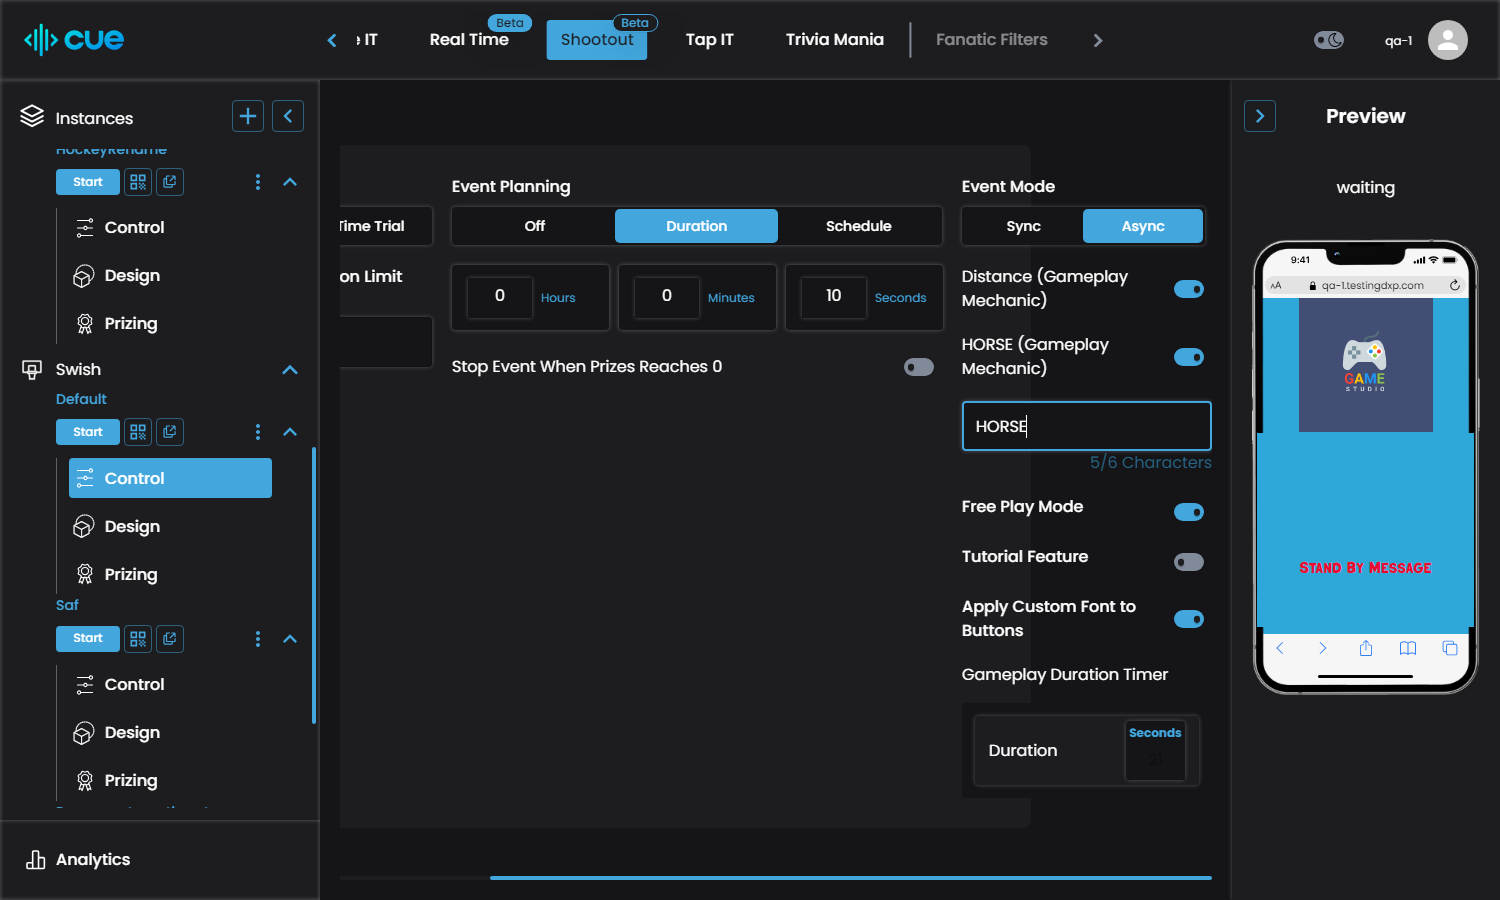 cue
IT
Real Time
Beta
Shootout
Beta
Tap IT
Trivia Mania
Fanatic Filters
qa-1
Instances
HockeyRename
Start
Control
Design
Prizing
Swish
Default
Start
Control
Design
Prizing
Saf
Start
Control
Design
Prizing
Analytics
Time Trial
on Limit
Event Planning
Off
Duration
Schedule
0
Hours
0
Minutes
10
Seconds
Stop Event When Prizes Reaches 0
Event Mode
Sync
Async
Distance (Gameplay
Mechanic)
HORSE (Gameplay
Mechanic)
HORSE
5/6 Characters
Free Play Mode
Tutorial Feature
Apply Custom Font to
Buttons
Gameplay Duration Timer
Duration
Seconds
21
Preview
waiting
9:41
AA
qa-1.testingdxp.com
GAME
STUDIO
Stand By Message